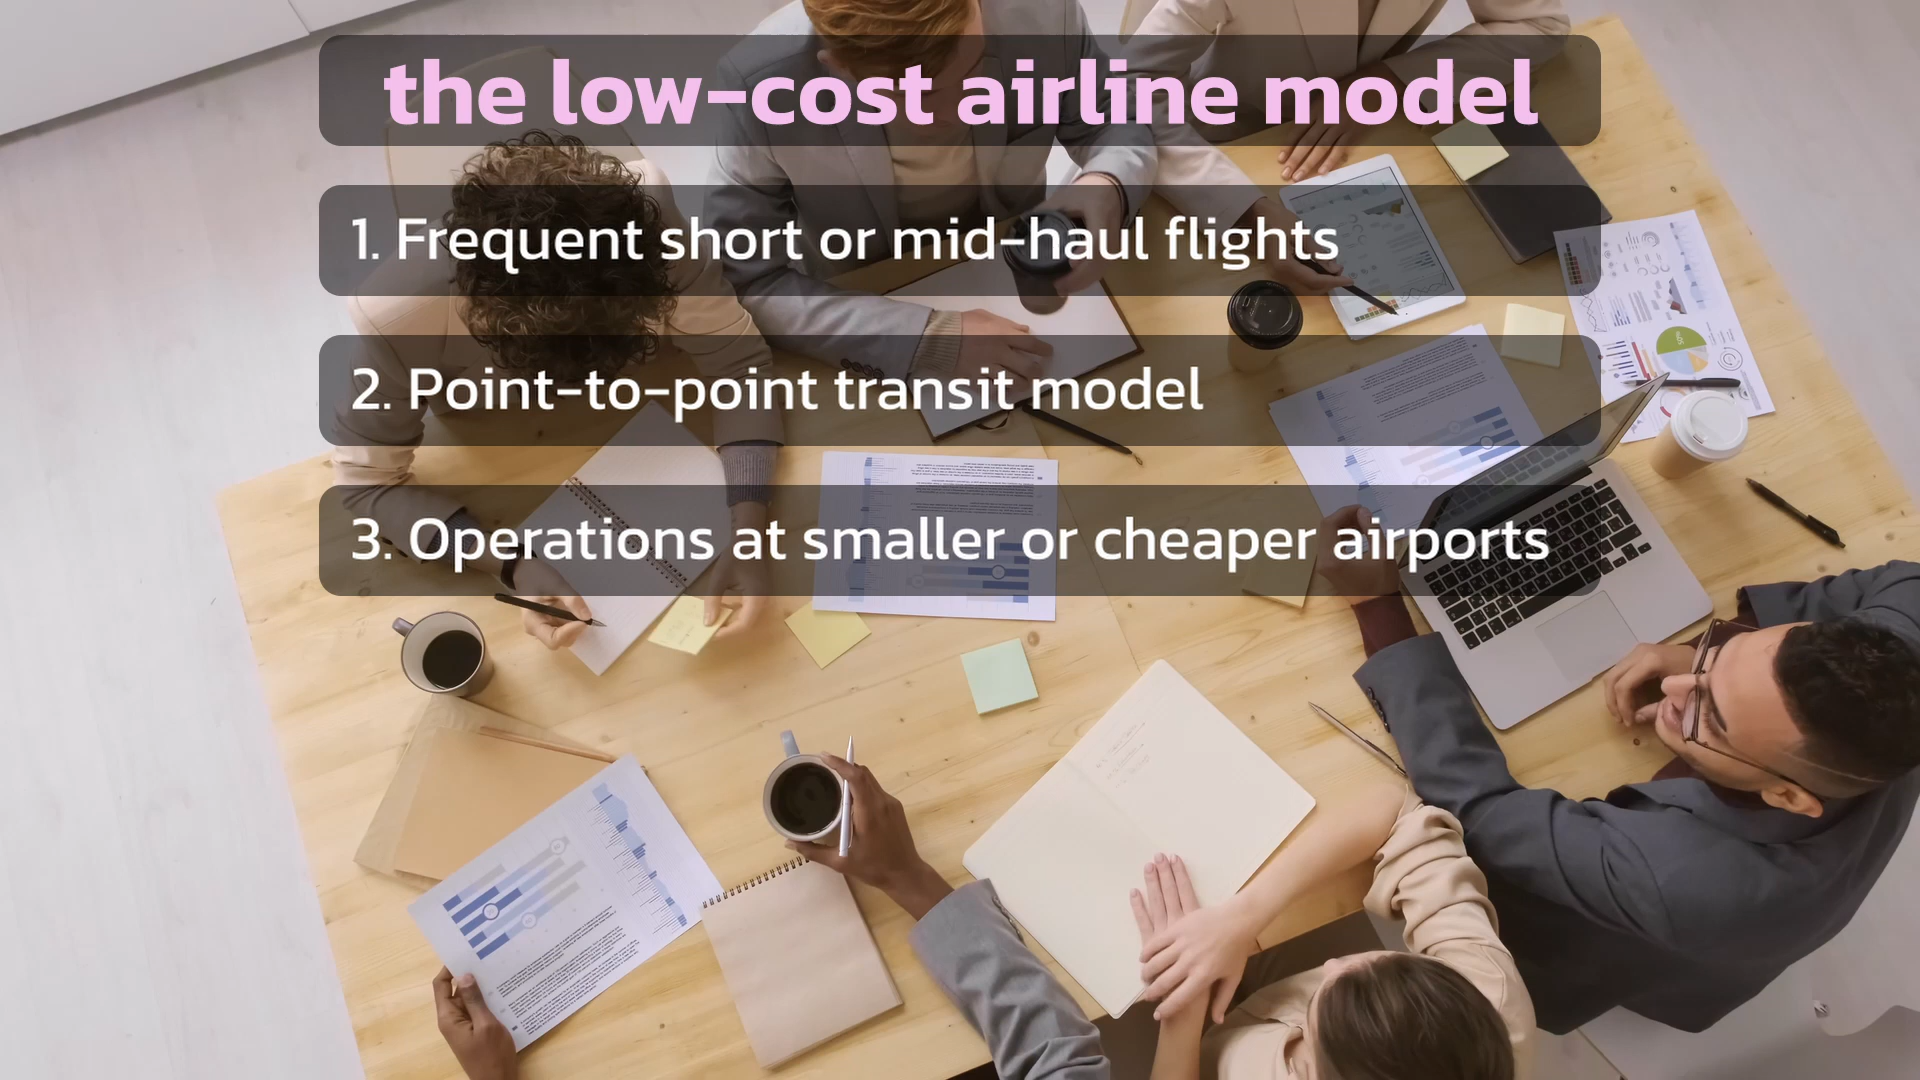 the low-cost airline model
1. Frequent short or mid-haul flights
2. Point-to-point transit model
3. Operations at smaller or cheaper airports